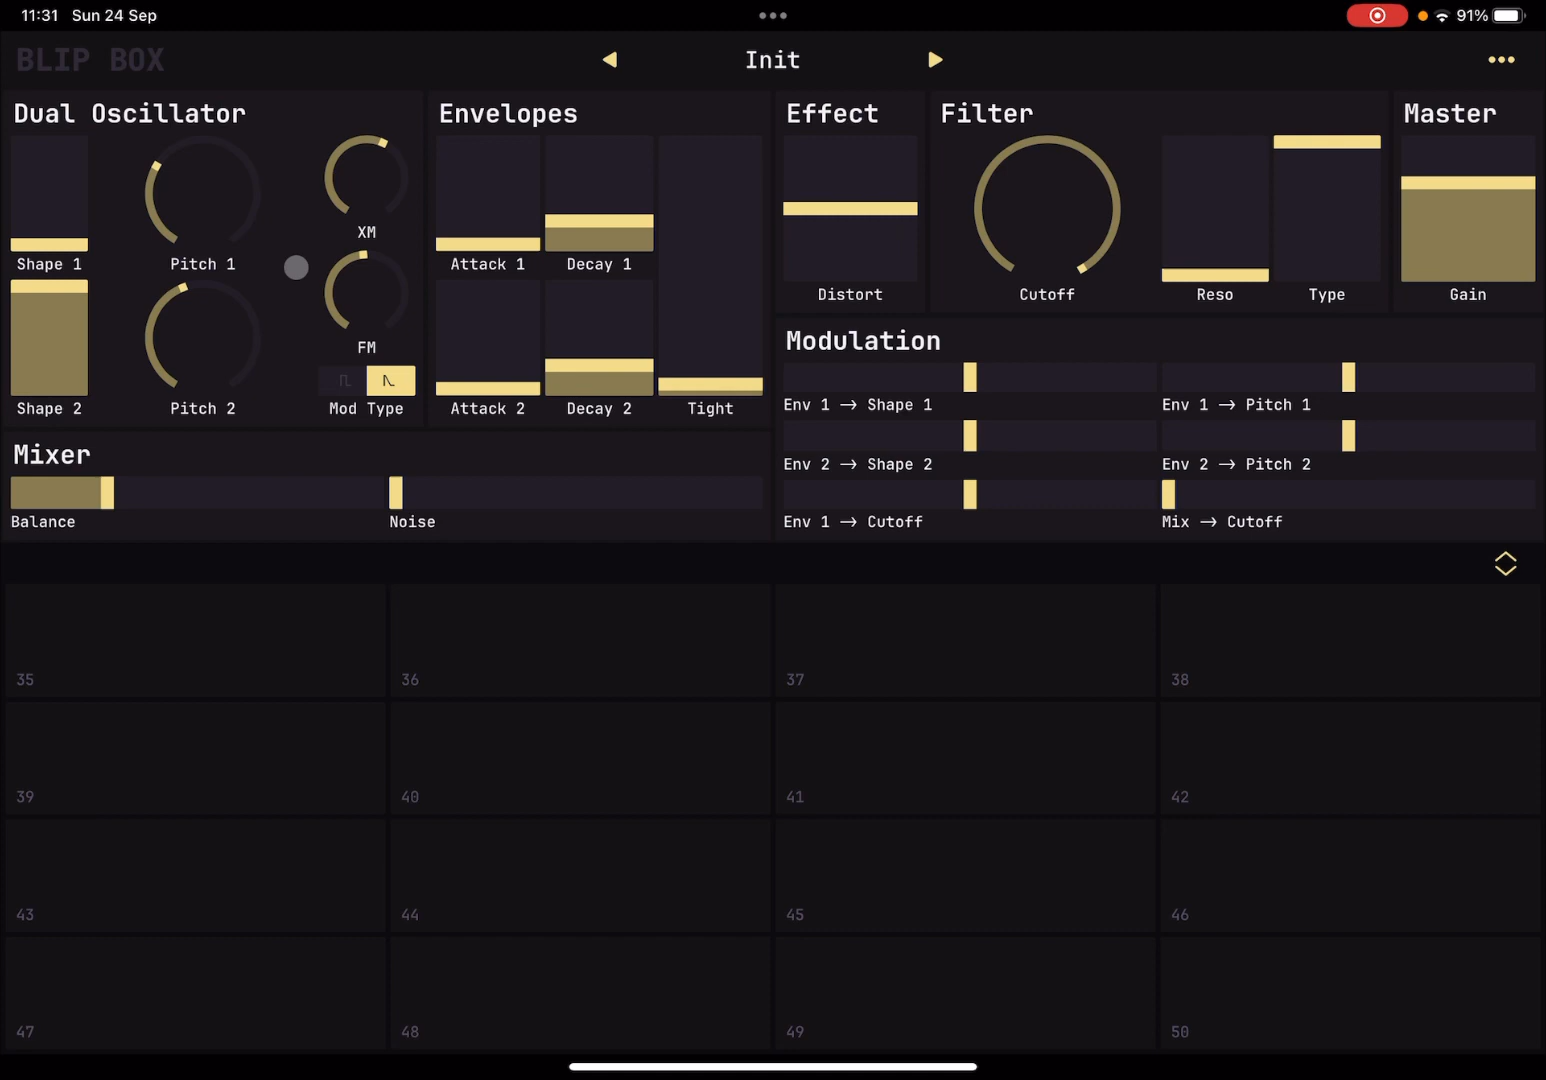 11:31 Sun 24 Sep
91%
BLIP BOX
Init
Dual Oscillator
Shape 1
Pitch 1
XM
Shape 2
Pitch 2
FM
Mod Type
Envelopes
Attack 1
Decay 1
Attack 2
Decay 2
Tight
Effect
Distort
Filter
Cutoff
Reso
Type
Master
Gain
Mixer
Balance
Noise
Modulation
Env 1 → Shape 1
Env 1 → Pitch 1
Env 2 → Shape 2
Env 2 → Pitch 2
Env 1 → Cutoff
Mix → Cutoff
35
36
37
38
39
40
41
42
43
44
45
46
47
48
49
50